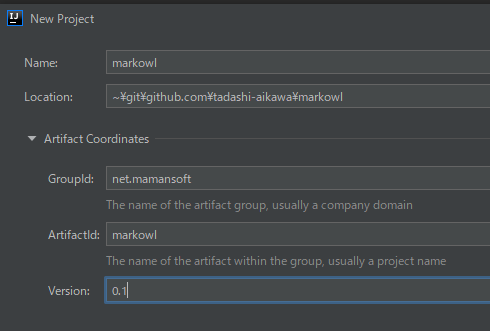 IJ New Project
Name: markowl
Location: ~¥git¥github.com¥tadashi-aikawa¥markowl
Artifact Coordinates
GroupId: net.mamansoft
The name of the artifact group, usually a company domain
ArtifactId: markowl
The name of the artifact within the group, usually a project name
Version: 0.1